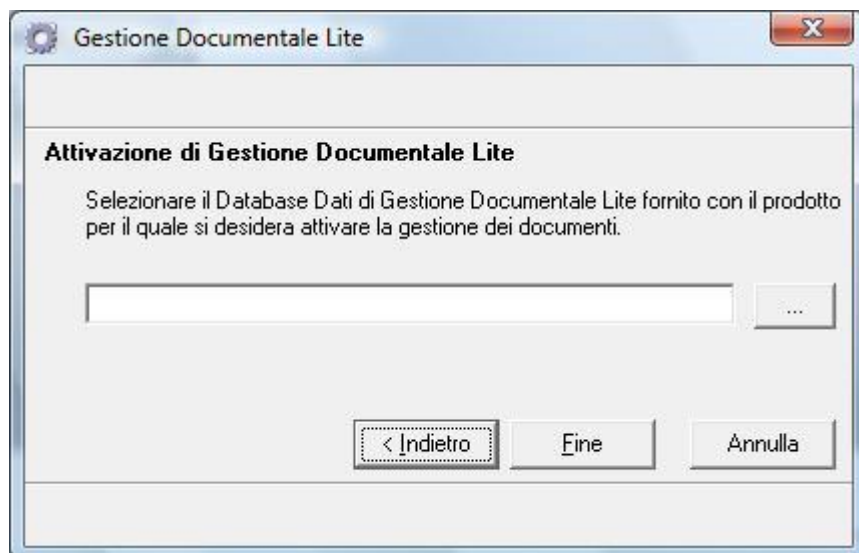 Gestione Documentale Lite
Attivazione di Gestione Documentale Lite
Selezionare il Database Dati di Gestione Documentale Lite fornito con il prodotto
per il quale si desidera attivare la gestione dei documenti.
...
< Indietro
Fine
Annulla